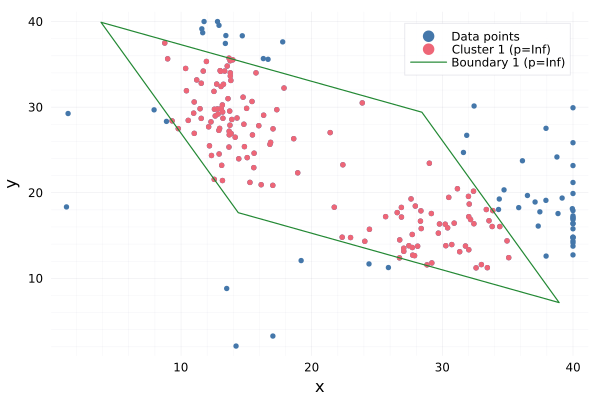 40
30
20
10
y
Data points
Cluster 1 (p=Inf)
Boundary 1 (p=Inf)
10 20 30 40
x